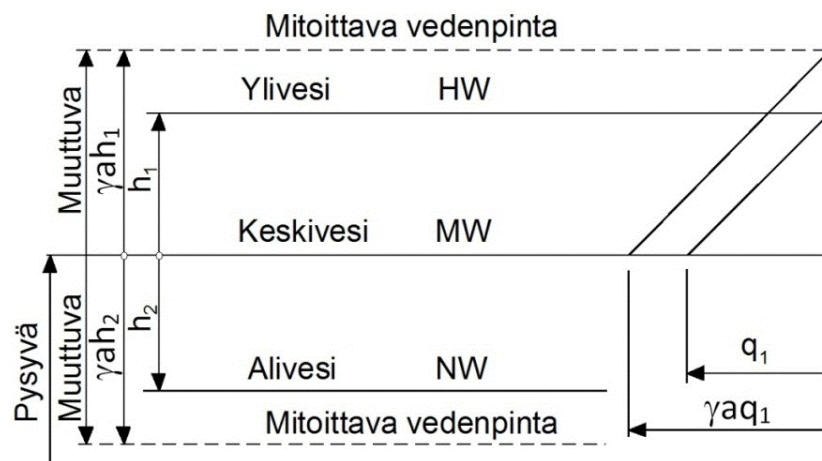 Mitoittava vedenpinta
Ylivesi HW
Keskivesi MW
Alivesi NW
Mitoittava vedenpinta
Pysyvä
Muuttuva
Muuttuva
γah₁
γah₂
h₁
h₂
q₁
γaq₁